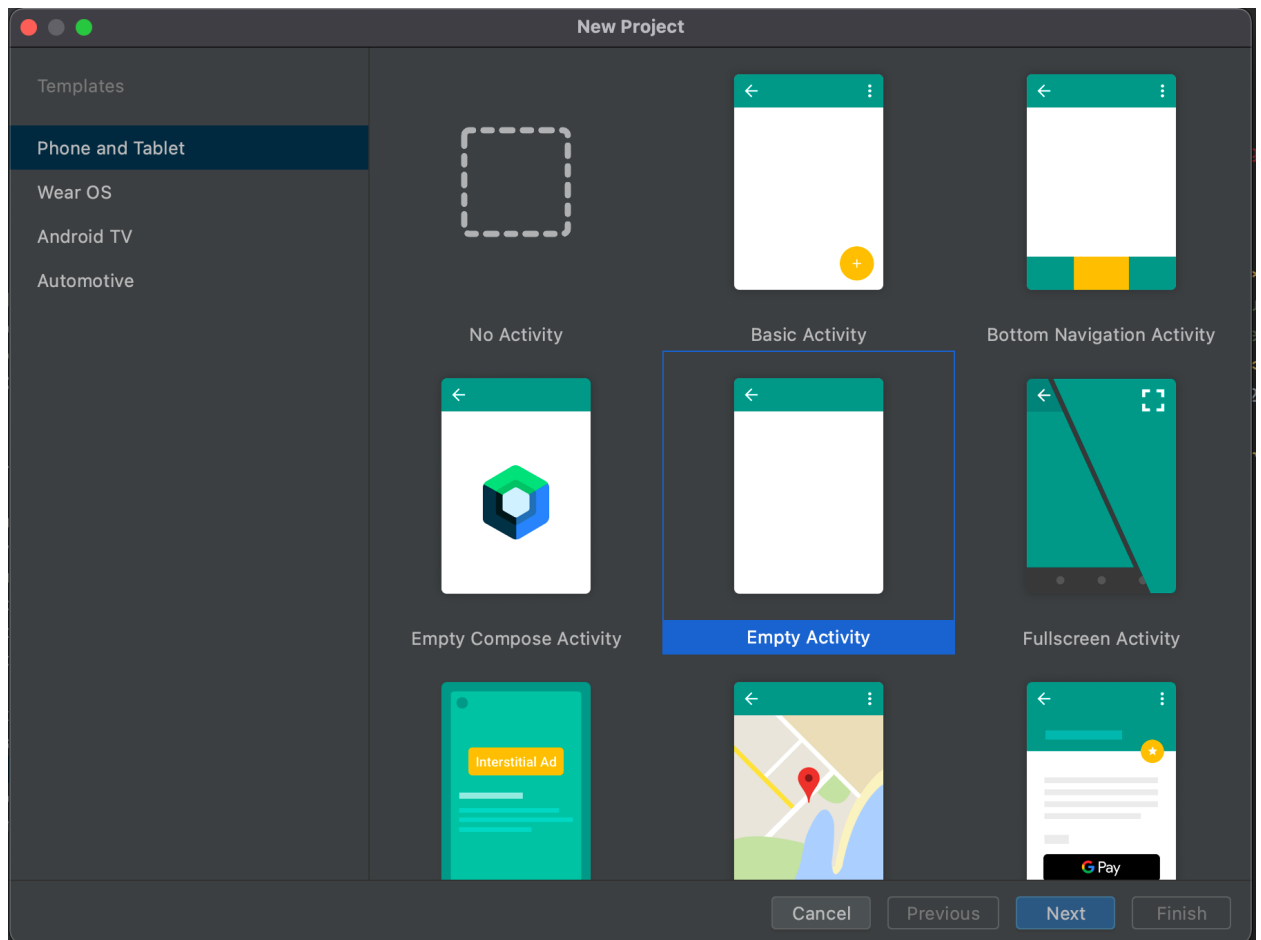 New Project
Templates
Phone and Tablet
Wear OS
Android TV
Automotive
No Activity
Basic Activity
Bottom Navigation Activity
Empty Compose Activity
Empty Activity
Fullscreen Activity
Interstitial Ad
G Pay
Cancel
Previous
Next
Finish